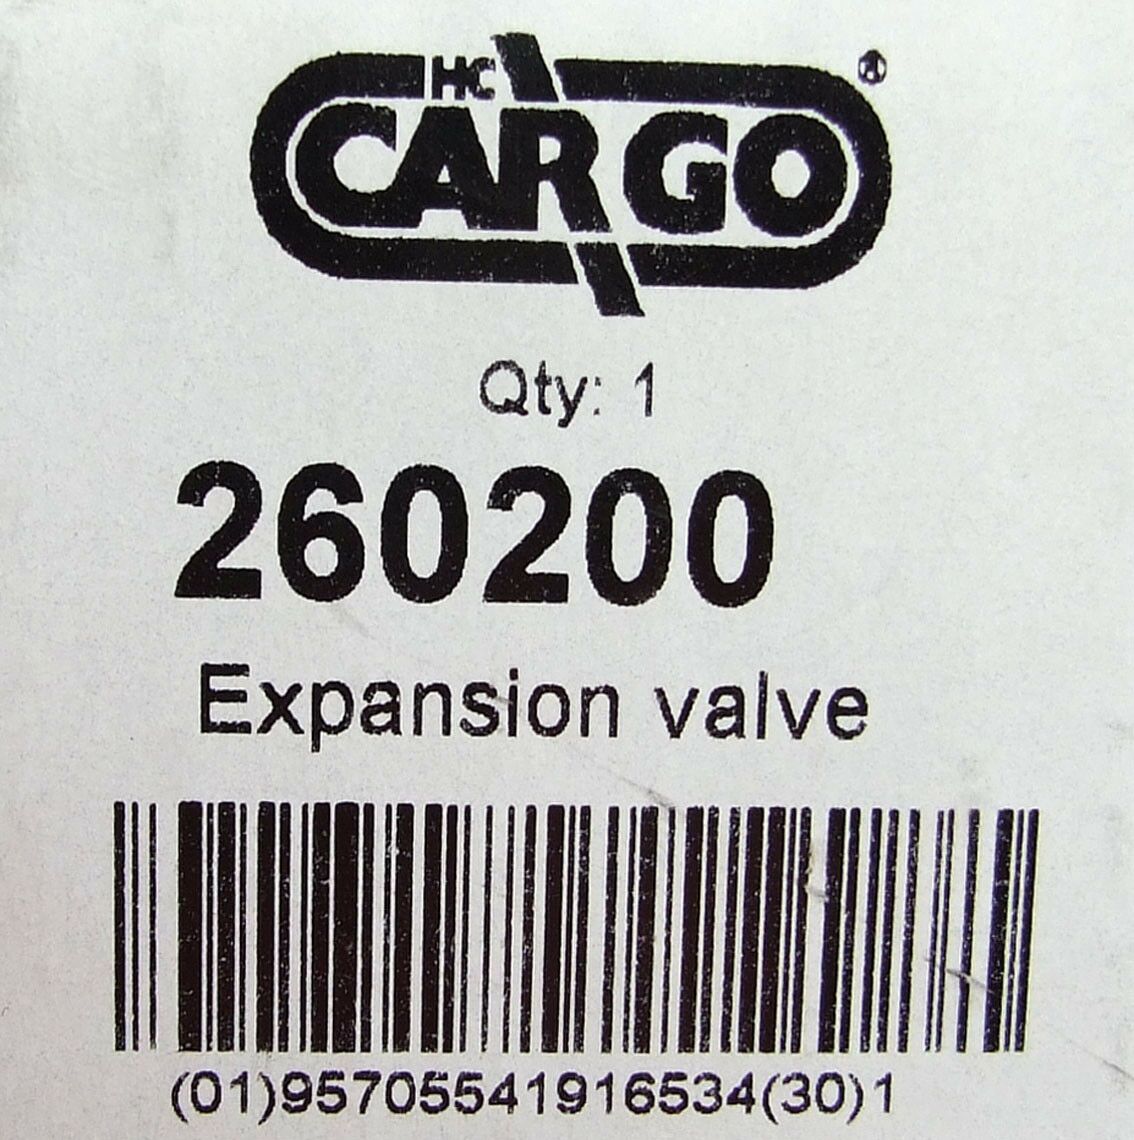 HC
CARGO®
Qty: 1
260200
Expansion valve
(01)95705541916534(30)1